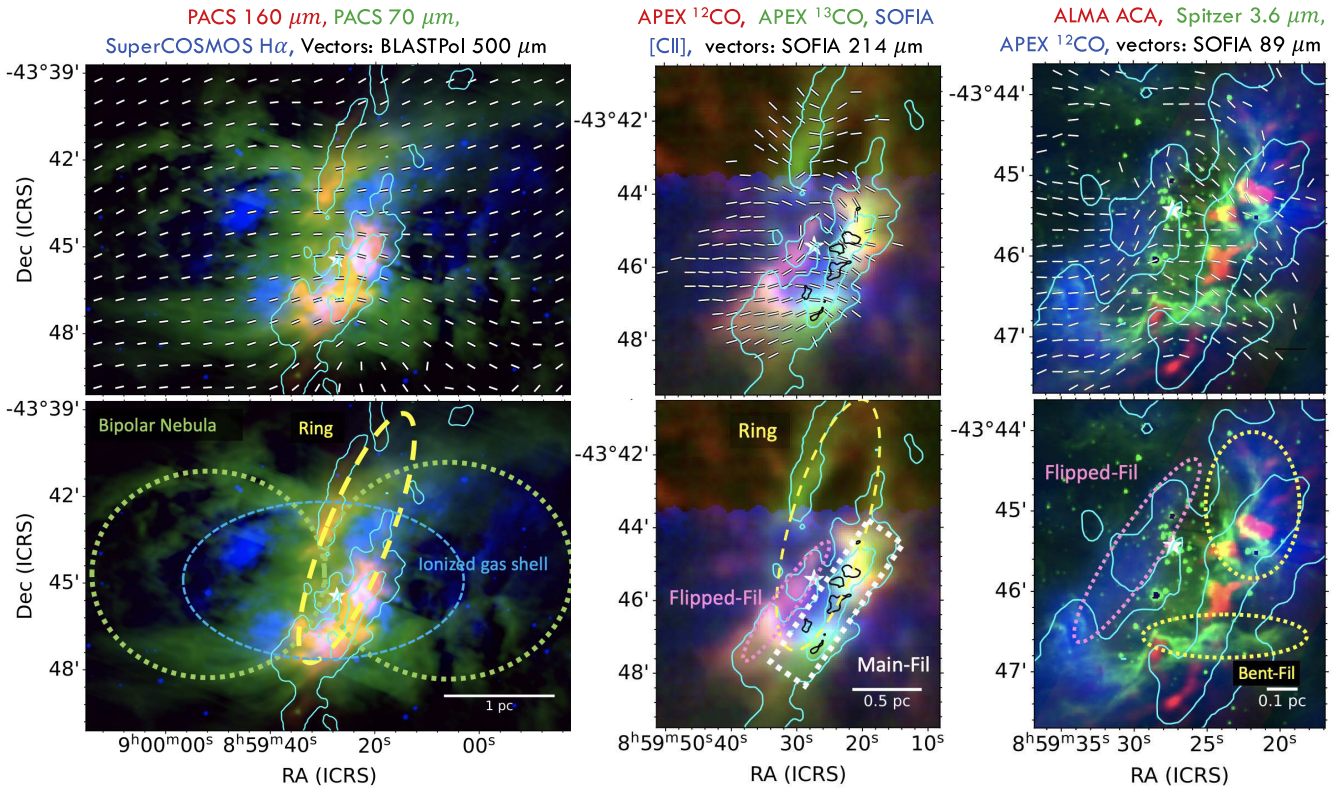 PACS 160 μm, PACS 70 μm,
SuperCOSMOS Hα, Vectors: BLASTPol 500 μm
APEX ¹²CO, APEX ¹³CO, SOFIA
[CII], vectors: SOFIA 214 μm
ALMA ACA, Spitzer 3.6 μm,
APEX ¹²CO, vectors: SOFIA 89 μm
-43°39'
42'
45'
48'
Dec (ICRS)
-43°42'
44'
46'
48'
-43°44'
45'
46'
47'
-43°39'
42'
45'
48'
Dec (ICRS)
Bipolar Nebula
Ring
Ionized gas shell
1 pc
9ʰ00ᵐ00ˢ 8ʰ59ᵐ40ˢ 20ˢ 00ˢ
RA (ICRS)
-43°42'
44'
46'
48'
Ring
Flipped-Fil
Main-Fil
0.5 pc
8ʰ59ᵐ50ˢ40ˢ 30ˢ 20ˢ 10ˢ
RA (ICRS)
-43°44'
45'
46'
47'
Flipped-Fil
Bent-Fil
0.1 pc
8ʰ59ᵐ35ˢ 30ˢ 25ˢ 20ˢ
RA (ICRS)